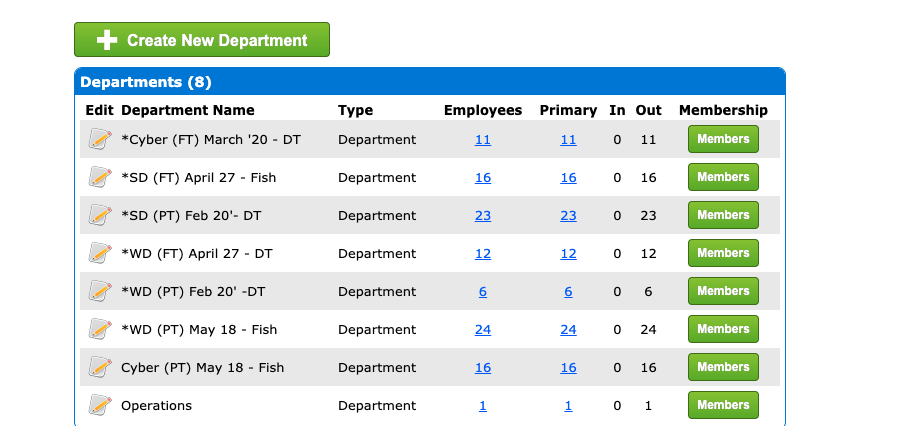 Create New Department
Departments (8)
Edit Department Name Type Employees Primary In Out Membership
*Cyber (FT) March '20 - DT Department 11 11 0 11 Members
*SD (FT) April 27 - Fish Department 16 16 0 16 Members
*SD (PT) Feb 20'- DT Department 23 23 0 23 Members
*WD (FT) April 27 - DT Department 12 12 0 12 Members
*WD (PT) Feb 20' -DT Department 6 6 0 6 Members
*WD (PT) May 18 - Fish Department 24 24 0 24 Members
Cyber (PT) May 18 - Fish Department 16 16 0 16 Members
Operations Department 1 1 0 1 Members